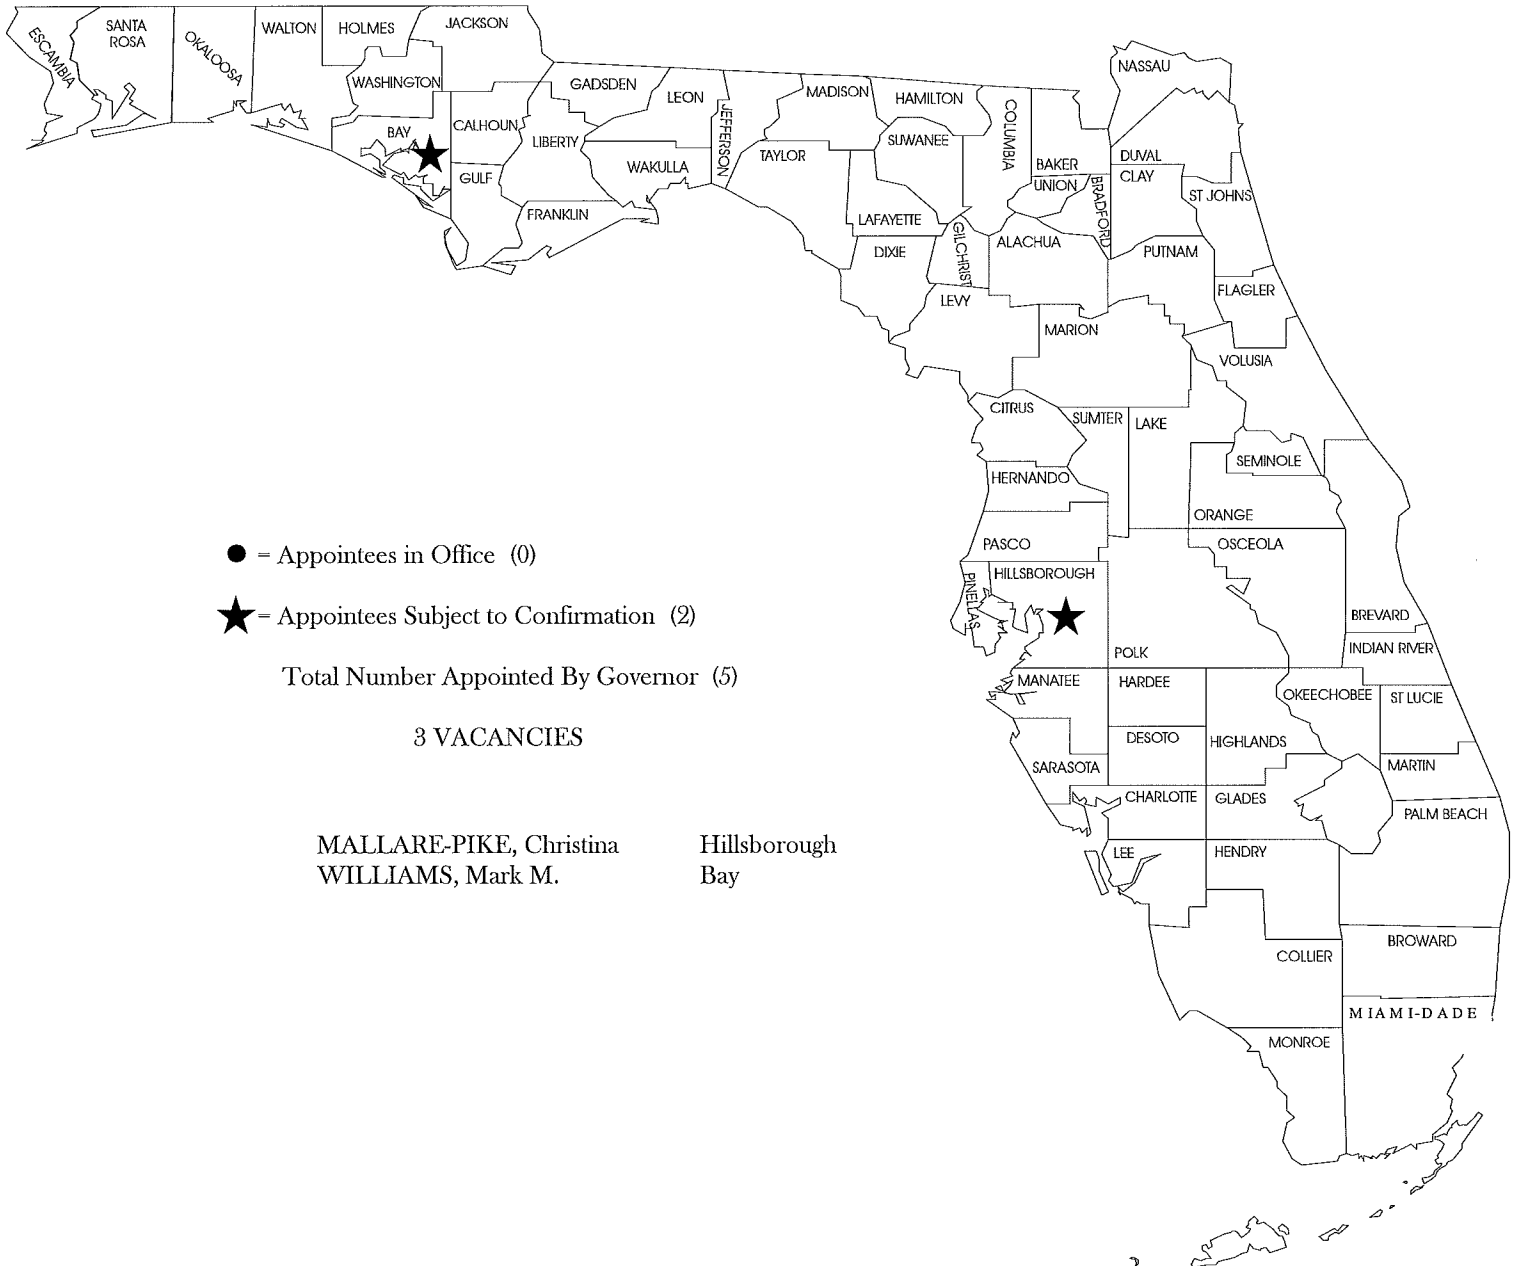 ESCAMBIA
SANTA
ROSA
OKALOOSA
WALTON
HOLMES
JACKSON
WASHINGTON
BAY
CALHOUN
GULF
GADSDEN
LIBERTY
FRANKLIN
LEON
WAKULLA
JEFFERSON
MADISON
TAYLOR
HAMILTON
SUWANEE
LAFAYETTE
DIXIE
COLUMBIA
GILCHRIST
LEVY
BAKER
UNION
BRADFORD
ALACHUA
NASSAU
DUVAL
CLAY
ST JOHNS
PUTNAM
FLAGLER
MARION
VOLUSIA
CITRUS
SUMTER
LAKE
SEMINOLE
HERNANDO
ORANGE
PASCO
OSCEOLA
HILLSBOROUGH
PINELLAS
POLK
BREVARD
INDIAN RIVER
MANATEE
HARDEE
OKEECHOBEE
ST LUCIE
DESOTO
HIGHLANDS
SARASOTA
MARTIN
CHARLOTTE
GLADES
PALM BEACH
LEE
HENDRY
BROWARD
COLLIER
MIAMI-DADE
MONROE
= Appointees in Office (0)
= Appointees Subject to Confirmation (2)
Total Number Appointed By Governor (5)
3 VACANCIES
MALLARE-PIKE, Christina Hillsborough
WILLIAMS, Mark M. Bay